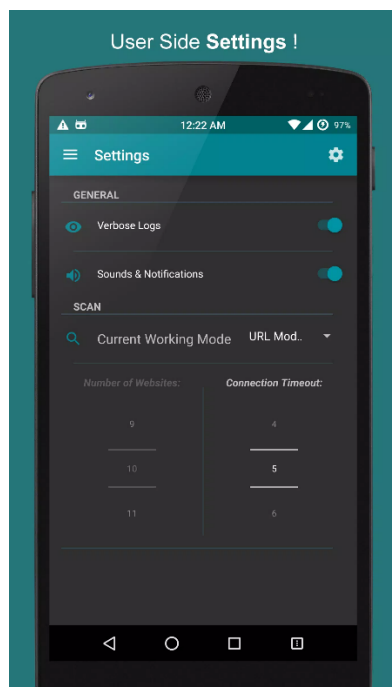 User Side Settings !
12:22 AM
97%
Settings
GENERAL
Verbose Logs
Sounds & Notifications
SCAN
Current Working Mode URL Mod..
Number of Websites: Connection Timeout:
9 4
10 5
11 6